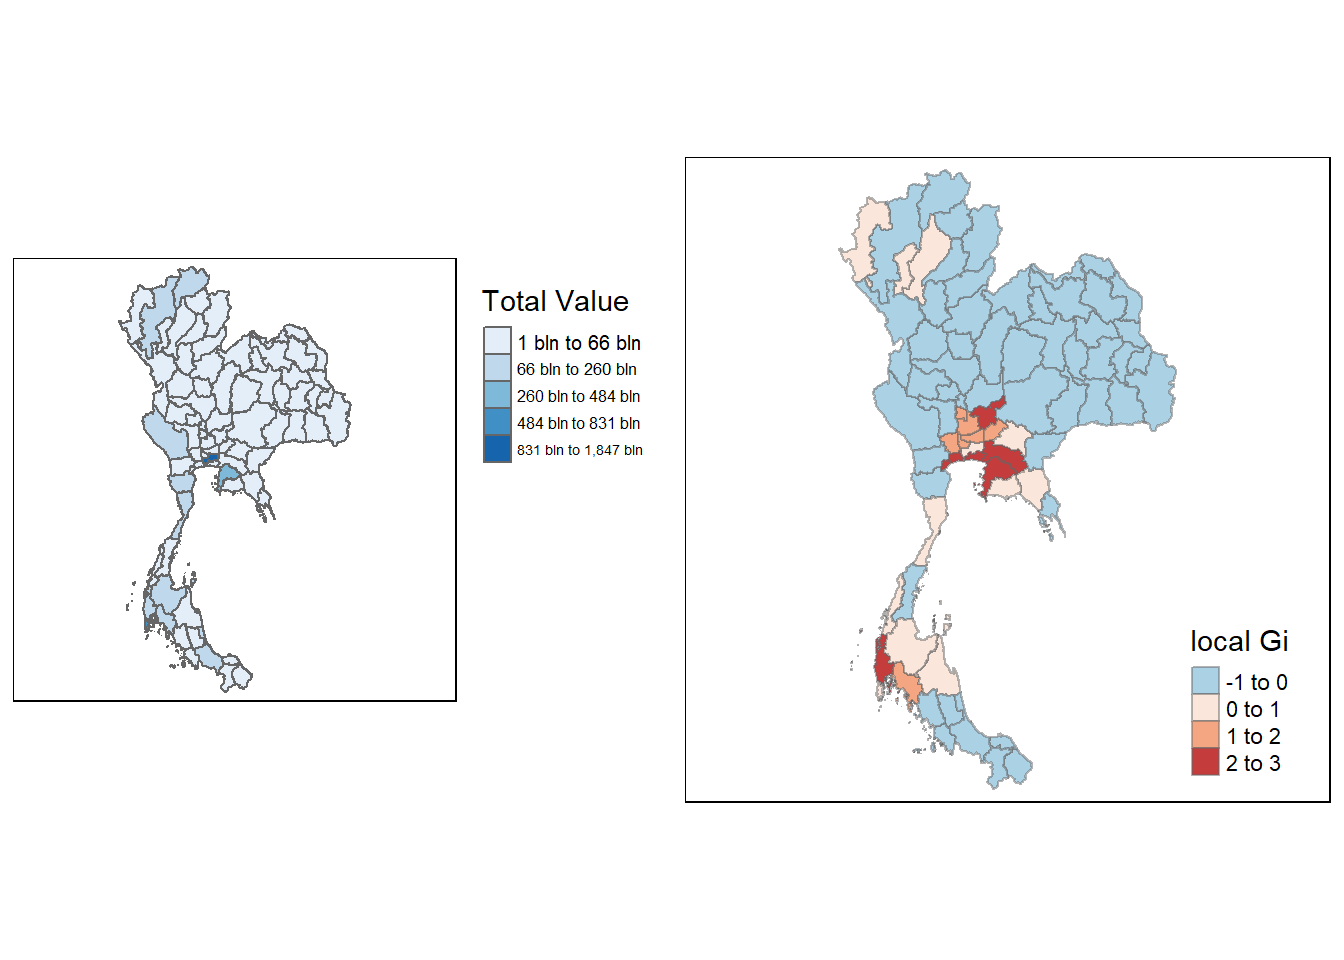 Total Value
1 bln to 66 bln
66 bln to 260 bln
260 bln to 484 bln
484 bln to 831 bln
831 bln to 1,847 bln
local Gi
-1 to 0
0 to 1
1 to 2
2 to 3